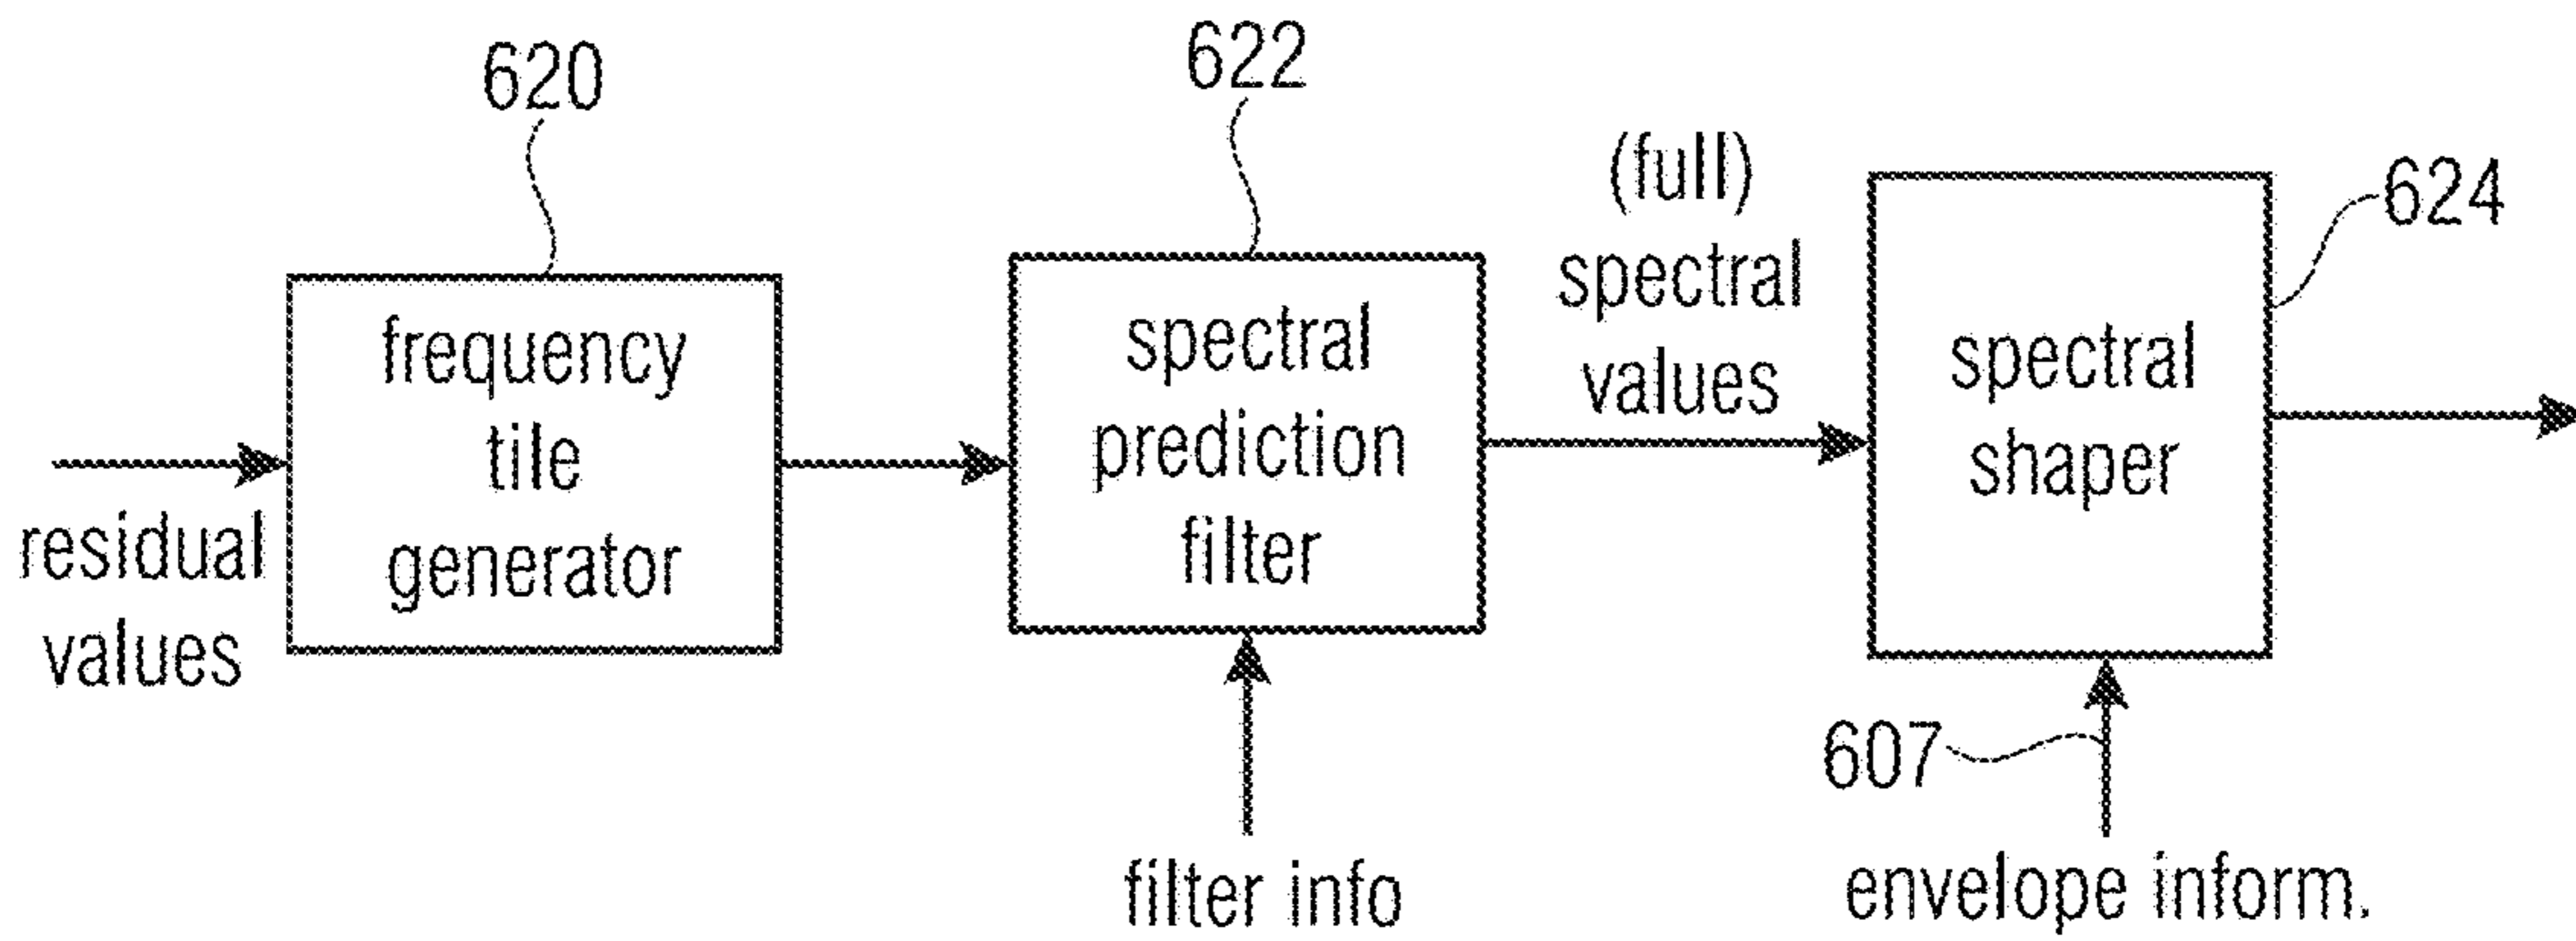 620
622
(full)
spectral
values
624
frequency
tile
generator
spectral
prediction
filter
spectral
shaper
residual
values
607
filter info
envelope inform.